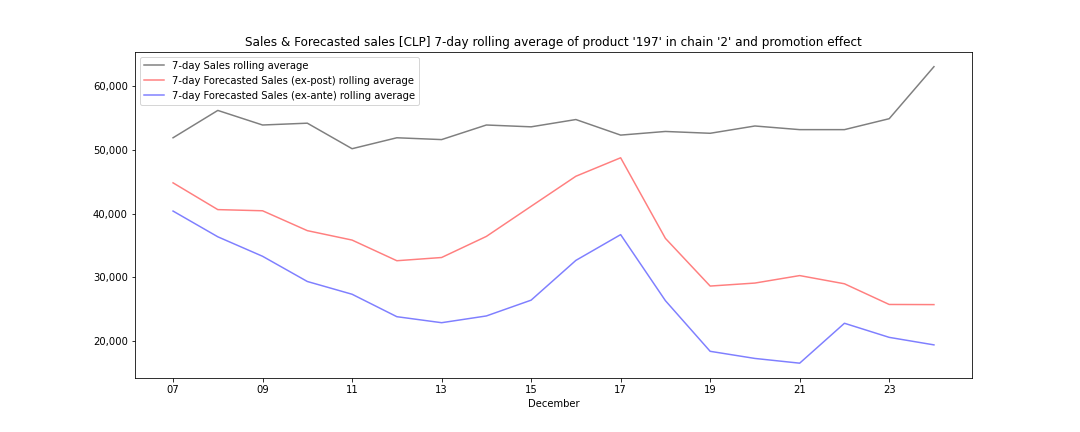 Sales & Forecasted sales [CLP] 7-day rolling average of product '197' in chain '2' and promotion effect
7-day Sales rolling average
7-day Forecasted Sales (ex-post) rolling average
7-day Forecasted Sales (ex-ante) rolling average
60,000
50,000
40,000
30,000
20,000
07 09 11 13 15 17 19 21 23
December